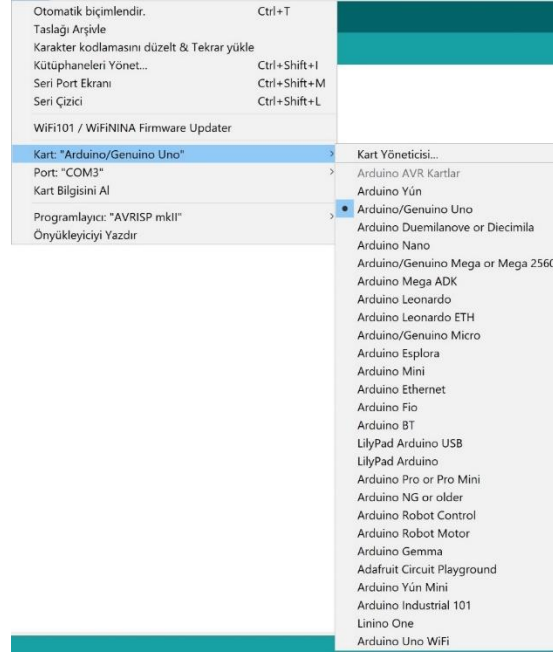 Otomatik biçimlendir. Ctrl+T
Taslağı Arşivle
Karakter kodlamasını düzelt & Tekrar yükle
Kütüphaneleri Yönet... Ctrl+Shift+I
Seri Port Ekranı Ctrl+Shift+M
Seri Çizici Ctrl+Shift+L
WiFi101 / WiFiNINA Firmware Updater
Kart: "Arduino/Genuino Uno"
Port: "COM3"
Kart Bilgisini Al
Programlayıcı: "AVRISP mkII"
Önyükleyiciyi Yazdır
Kart Yöneticisi...
Arduino AVR Kartlar
Arduino Yún
Arduino/Genuino Uno
Arduino Duemilanove or Diecimila
Arduino Nano
Arduino/Genuino Mega or Mega 2560
Arduino Mega ADK
Arduino Leonardo
Arduino Leonardo ETH
Arduino/Genuino Micro
Arduino Esplora
Arduino Mini
Arduino Ethernet
Arduino Fio
Arduino BT
LilyPad Arduino USB
LilyPad Arduino
Arduino Pro or Pro Mini
Arduino NG or older
Arduino Robot Control
Arduino Robot Motor
Arduino Gemma
Adafruit Circuit Playground
Arduino Yún Mini
Arduino Industrial 101
Linino One
Arduino Uno WiFi